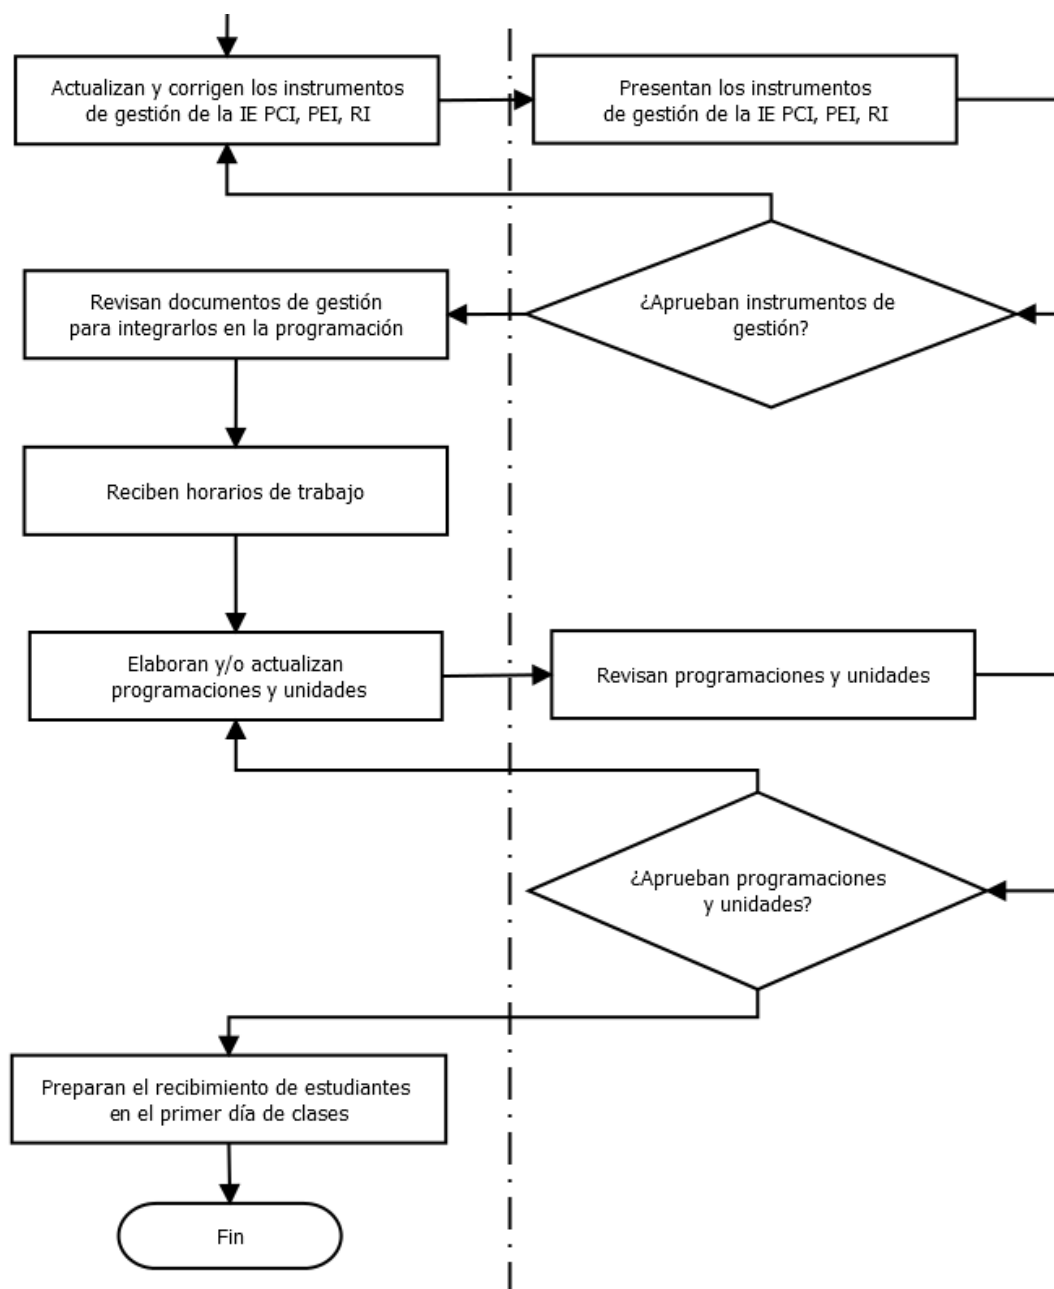 Actualizan y corrigen los instrumentos
de gestión de la IE PCI, PEI, RI
Presentan los instrumentos
de gestión de la IE PCI, PEI, RI
¿Aprueban instrumentos de
gestión?
Revisan documentos de gestión
para integrarlos en la programación
Reciben horarios de trabajo
Elaboran y/o actualizan
programaciones y unidades
Revisan programaciones y unidades
¿Aprueban programaciones
y unidades?
Preparan el recibimiento de estudiantes
en el primer día de clases
Fin